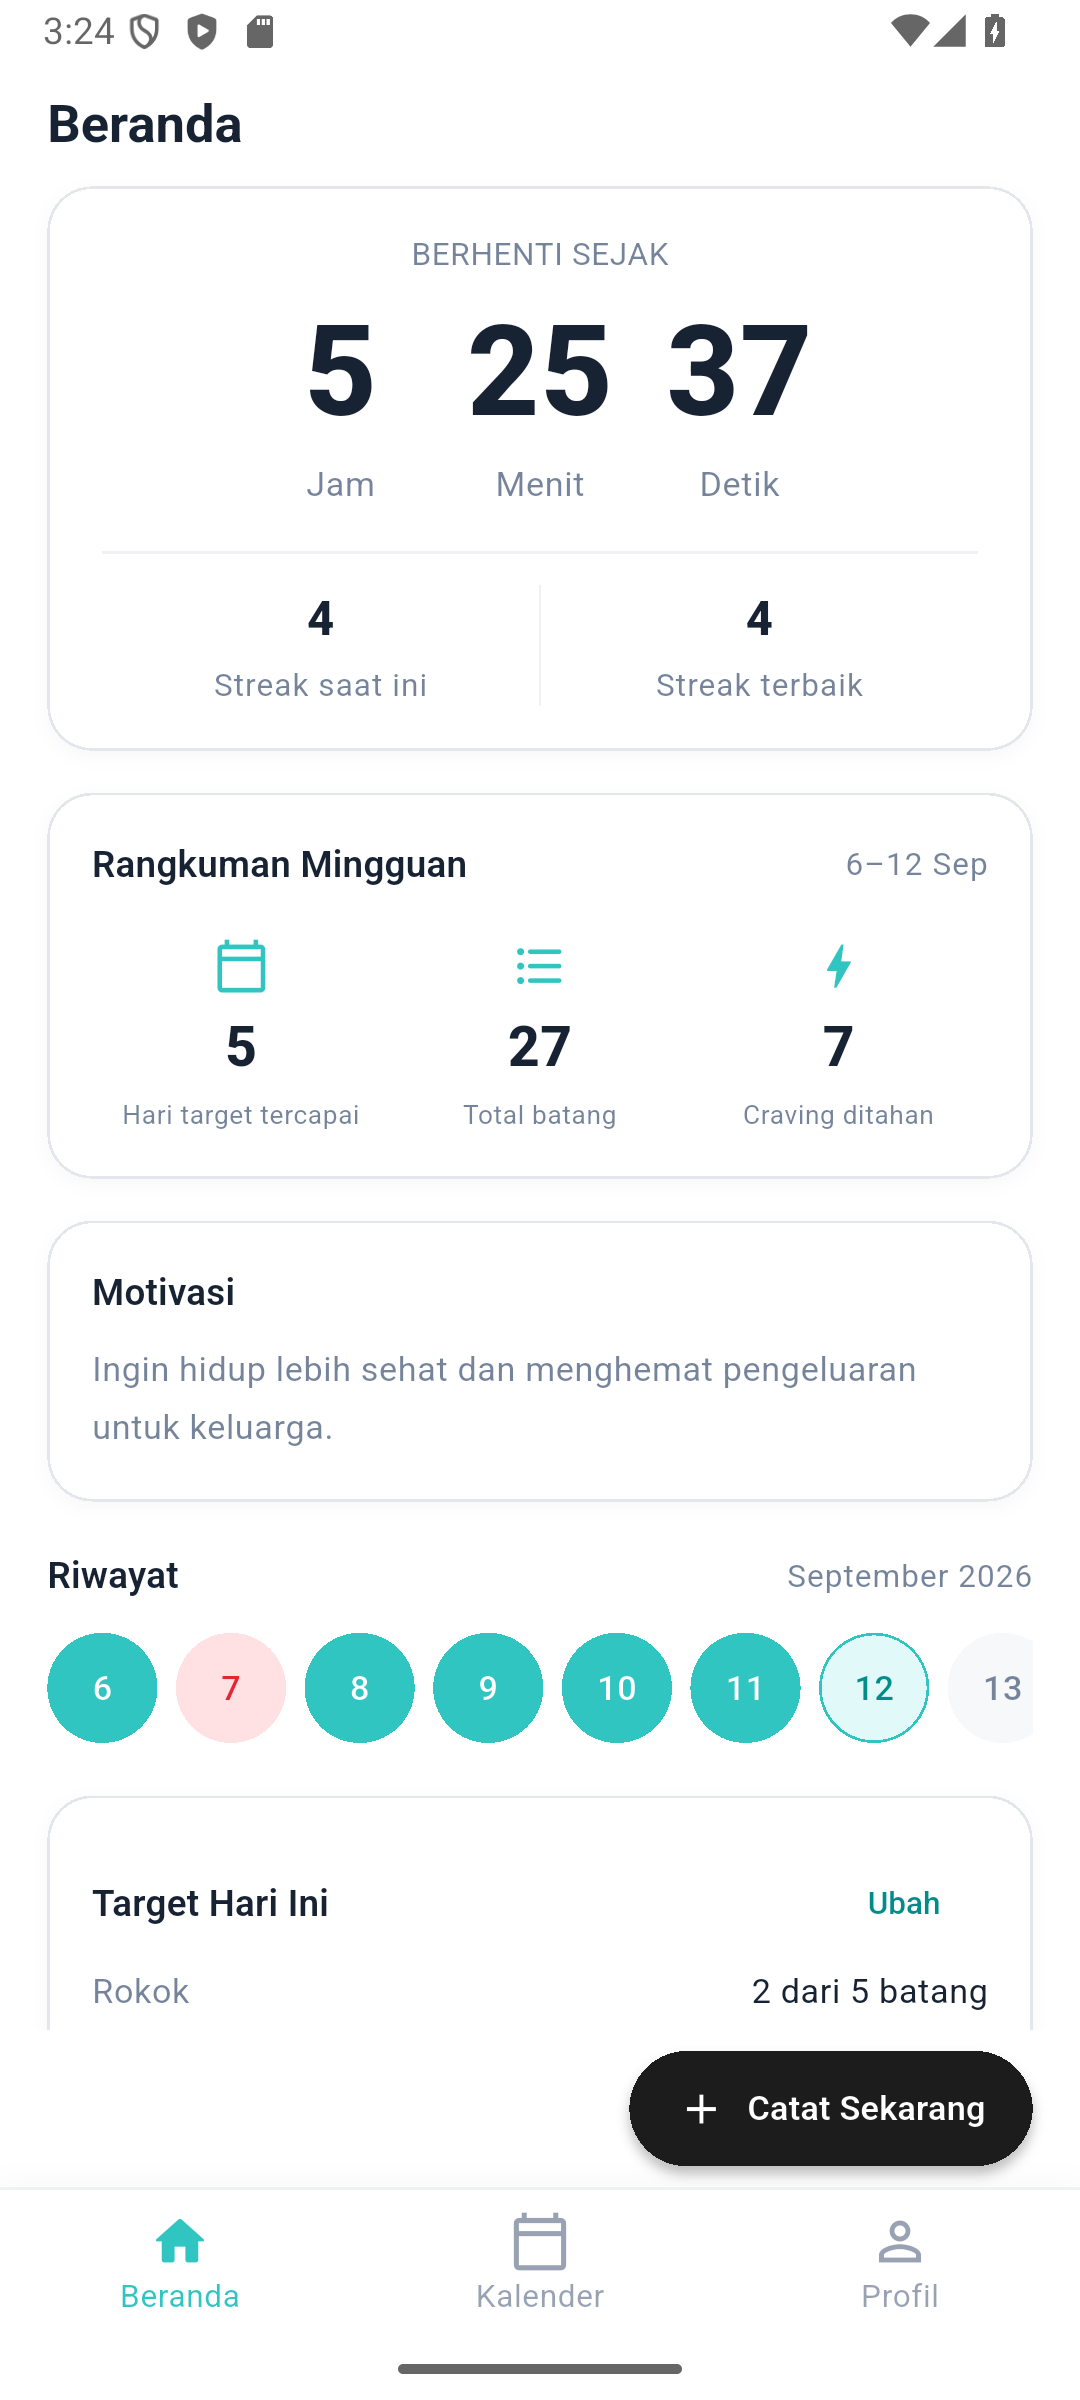 3:24
Beranda
BERHENTI SEJAK
5 25 37
Jam Menit Detik
4 4
Streak saat ini Streak terbaik
Rangkuman Mingguan 6–12 Sep
5 27 7
Hari target tercapai Total batang Craving ditahan
Motivasi
Ingin hidup lebih sehat dan menghemat pengeluaran
untuk keluarga.
Riwayat September 2026
6 7 8 9 10 11 12 13
Target Hari Ini Ubah
Rokok 2 dari 5 batang
Catat Sekarang
Beranda Kalender Profil